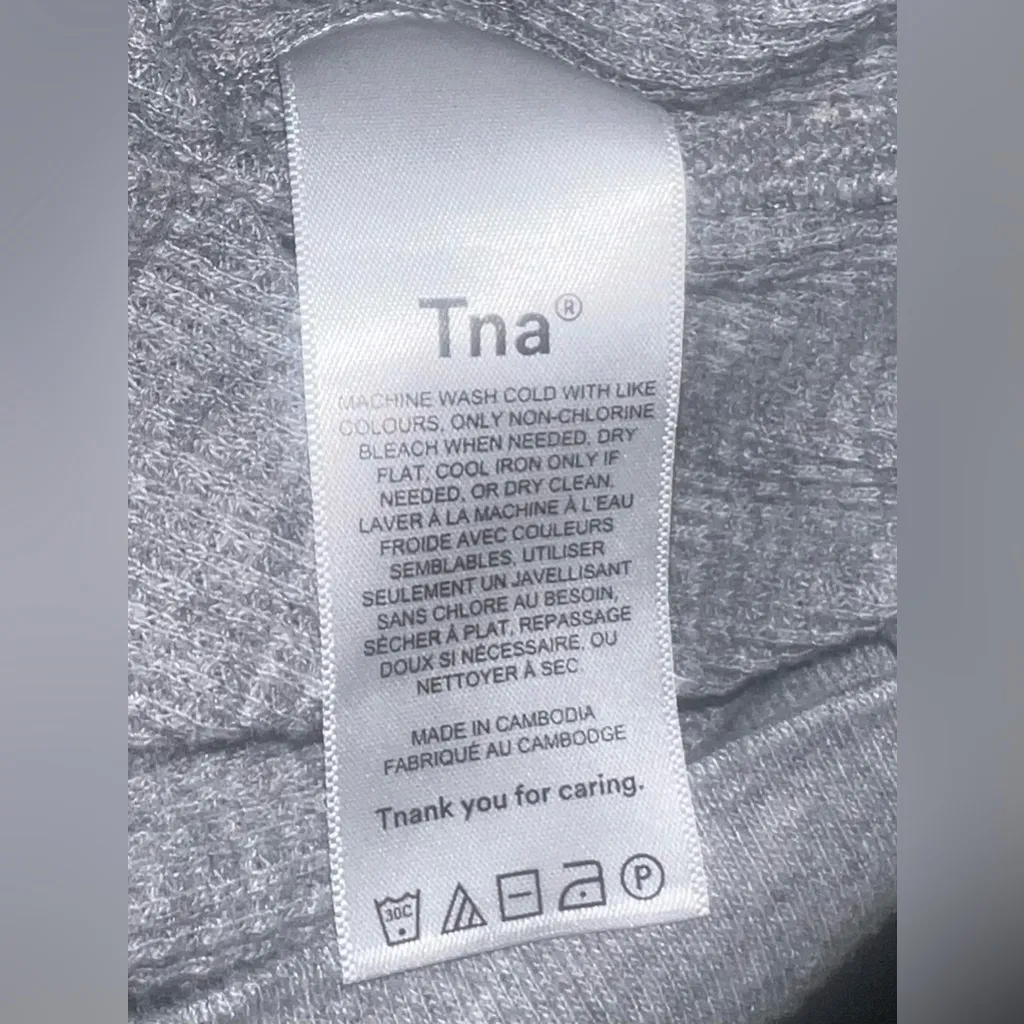 Tna®
MACHINE WASH COLD WITH LIKE
COLOURS, ONLY NON-CHLORINE
BLEACH WHEN NEEDED, DRY
FLAT, COOL IRON ONLY IF
NEEDED, OR DRY CLEAN.
LAVER À LA MACHINE À L'EAU
FROIDE AVEC COULEURS
SEMBLABLES, UTILISER
SEULEMENT UN JAVELLISANT
SANS CHLORE AU BESOIN,
SÉCHER À PLAT, REPASSAGE
DOUX SI NÉCESSAIRE, OU
NETTOYER À SEC
MADE IN CAMBODIA
FABRIQUÉ AU CAMBODGE
Tnank you for caring.
30C P